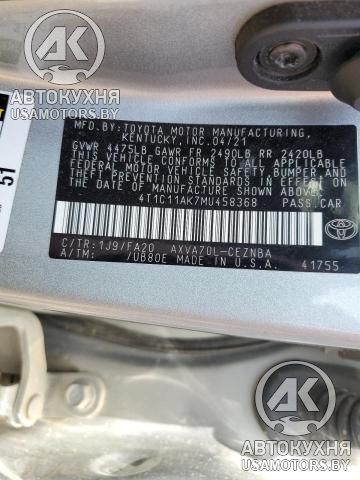 АВТОКУХНЯ
USAMOTORS.BY
MFD. BY: TOYOTA MOTOR MANUFACTURING,
KENTUCKY, INC. 04/21
GVWR 4475LB GAWR FR 2490LB RR 2420LB
THIS VEHICLE CONFORMS TO ALL APPLICABLE
FEDERAL MOTOR VEHICLE SAFETY, BUMPER, AND THEFT PREVENTION
STANDARDS IN EFFECT ON THE DATE OF
MANUFACTURE SHOWN ABOVE.
4T1C11AK7MU458368 PASS.CAR
C/TR: 1J9/FA20 AXVA70L-CEZNBA
A/TM: /UB80E MADE IN U.S.A. 41755
51
АВТОКУХНЯ
USAMOTORS.BY